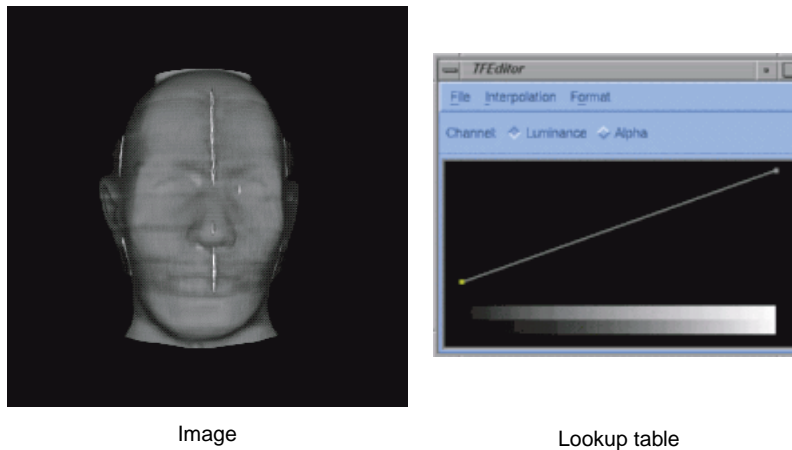 TFEditor
File Interpolation Format
Channel: Luminance Alpha
Image
Lookup table